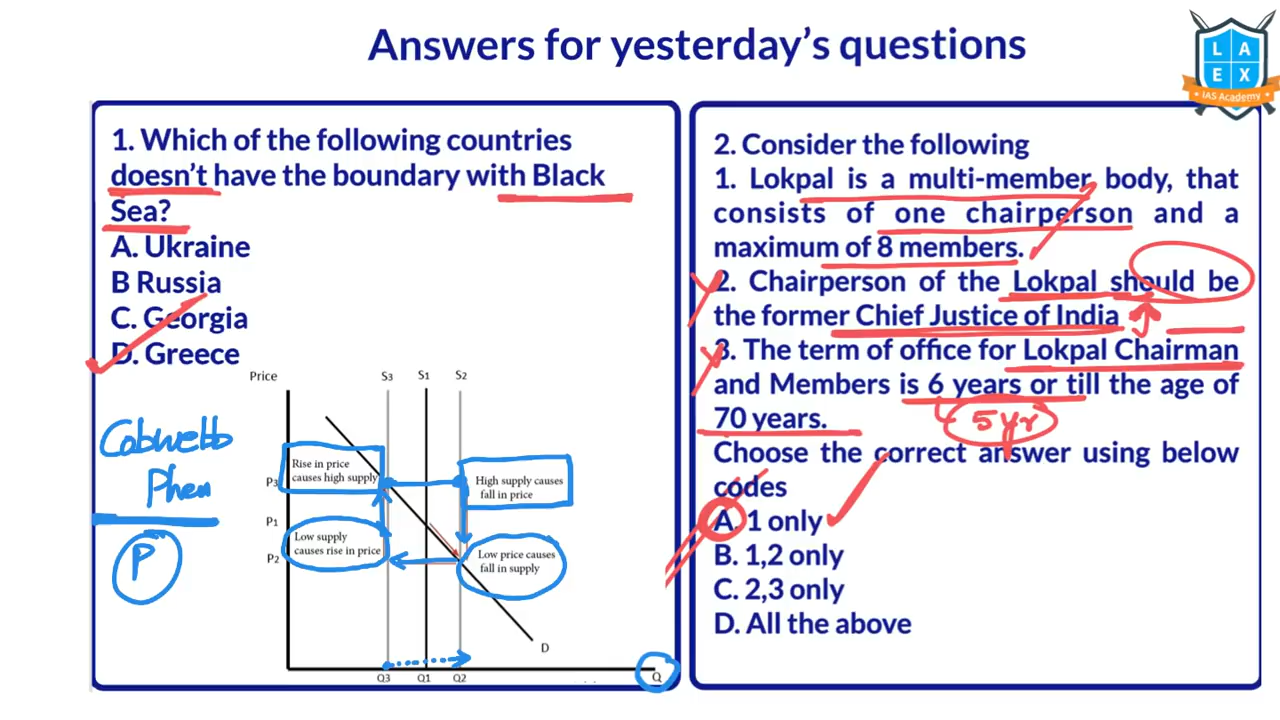 Answers for yesterday's questions
L A
E X
IAS Academy
1. Which of the following countries
doesn't have the boundary with Black
Sea?
A. Ukraine
B Russia
C. Georgia
D. Greece
Cobwebb
Phen
P
Price
S3 S1 S2
Rise in price
causes high supply
High supply causes
fall in price
P3
P1
Low supply
causes rise in price
Low price causes
fall in supply
P2
D
Q3 Q1 Q2 Q
2. Consider the following
1. Lokpal is a multi-member body, that
consists of one chairperson and a
maximum of 8 members.
2. Chairperson of the Lokpal should be
the former Chief Justice of India
3. The term of office for Lokpal Chairman
and Members is 6 years or till the age of
70 years.
5 yr
Choose the correct answer using below
codes
A. 1 only
B. 1,2 only
C. 2,3 only
D. All the above